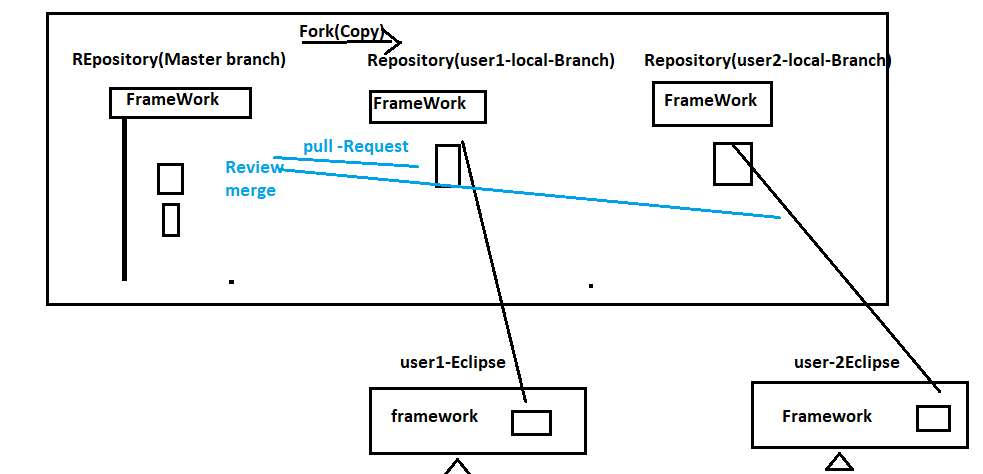 Fork(Copy)
REpository(Master branch)
Repository(user1-local-Branch)
Repository(user2-local-Branch)
FrameWork
FrameWork
FrameWork
pull -Request
Review
merge
user1-Eclipse
user-2Eclipse
framework
Framework